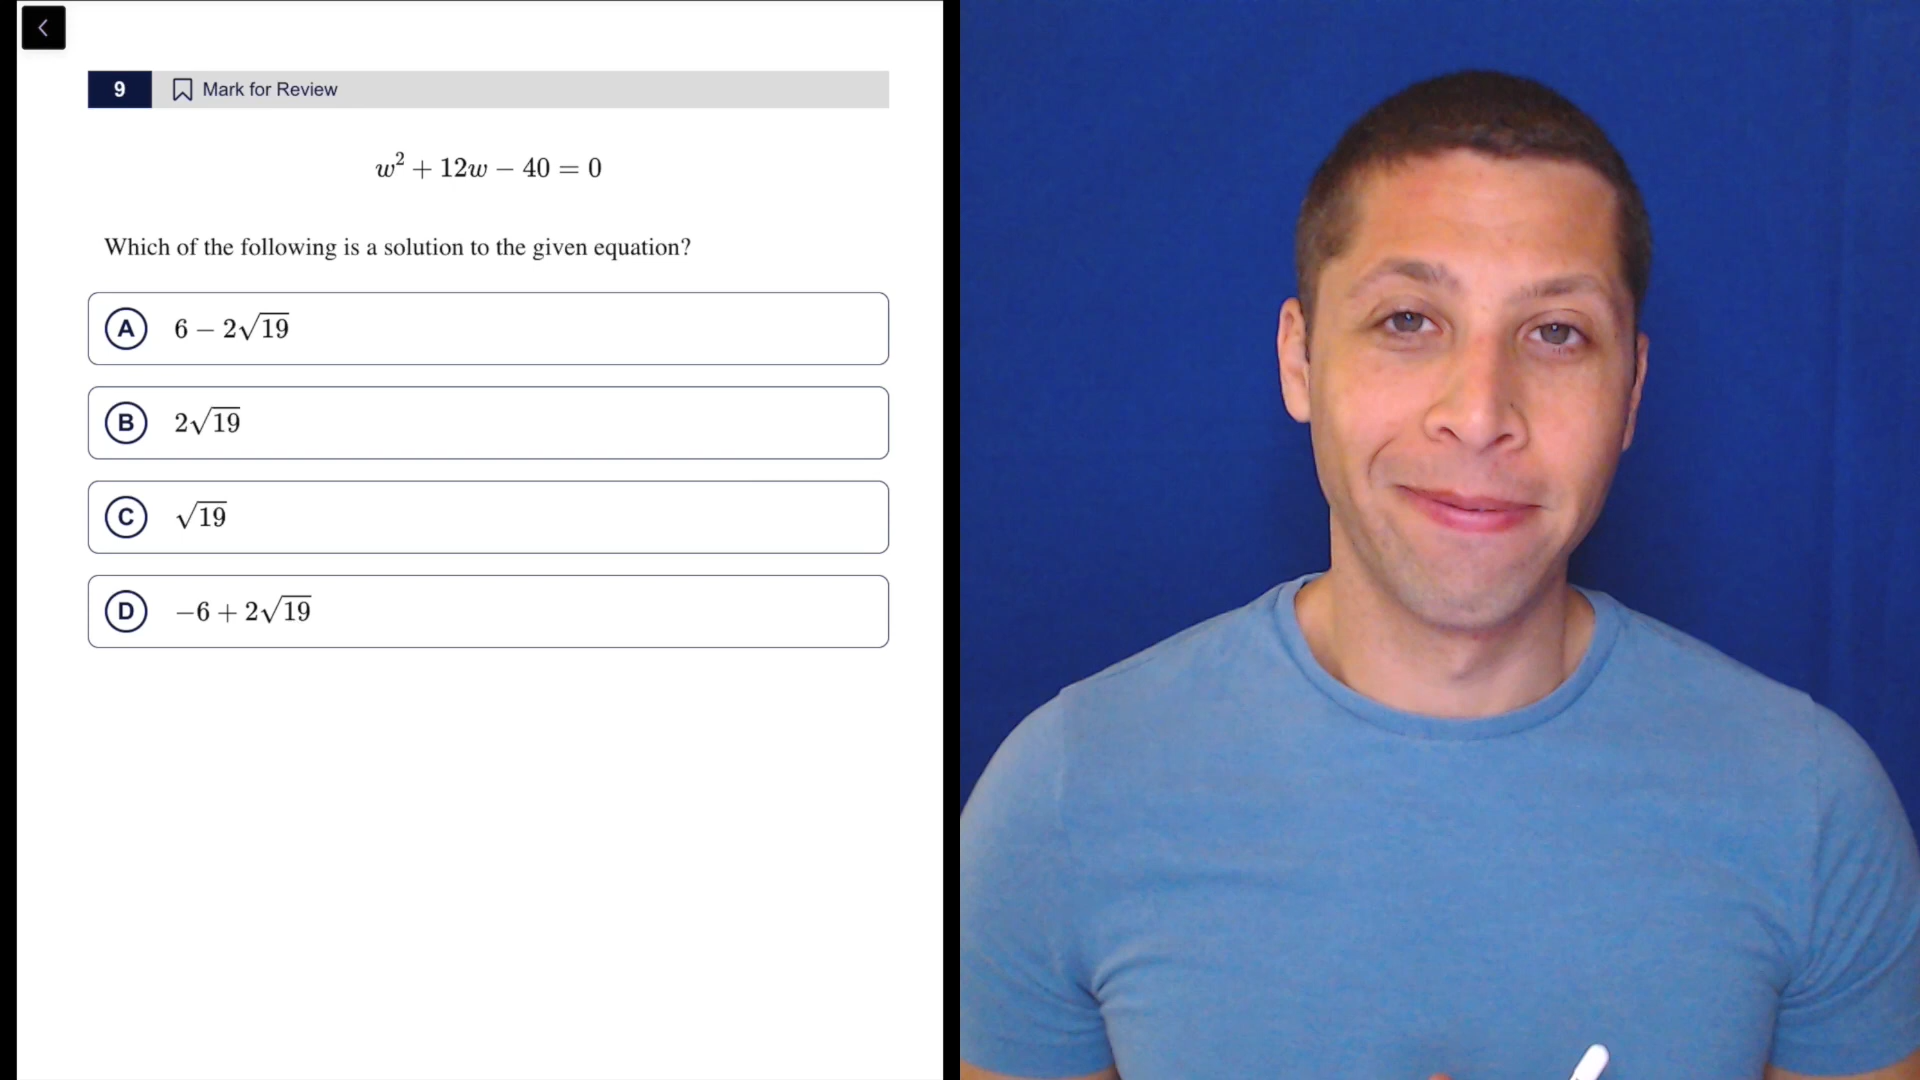 9 Mark for Review
w² + 12w − 40 = 0
Which of the following is a solution to the given equation?
A 6 − 2√19
B 2√19
C √19
D −6 + 2√19